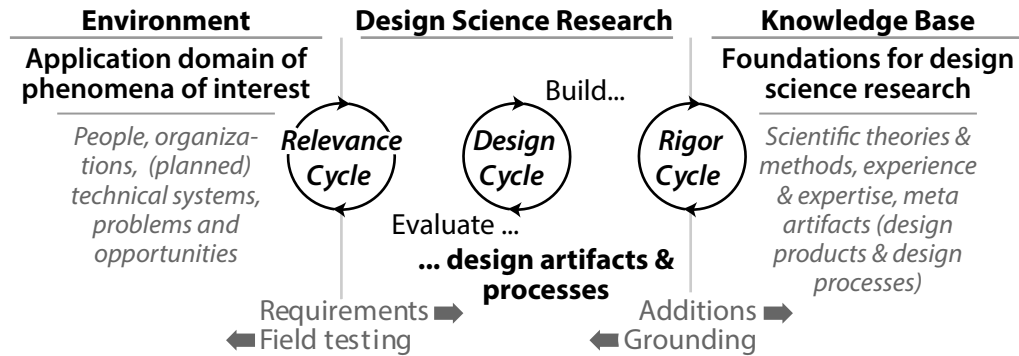 Environment
Design Science Research
Knowledge Base
Application domain of
phenomena of interest
People, organiza-
tions,  (planned)
technical systems,
problems and
opportunities
Relevance
Cycle
Build...
Design
Cycle
Evaluate ...
... design artifacts &
processes
Rigor
Cycle
Foundations for design
science research
Scientific theories &
methods, experience
& expertise, meta
artifacts (design
products & design
processes)
Requirements
Field testing
Additions
Grounding